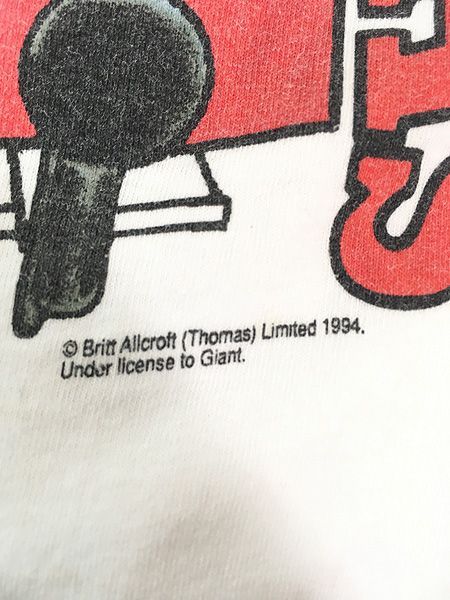 © Britt Allcroft (Thomas) Limited 1994.
Under license to Giant.